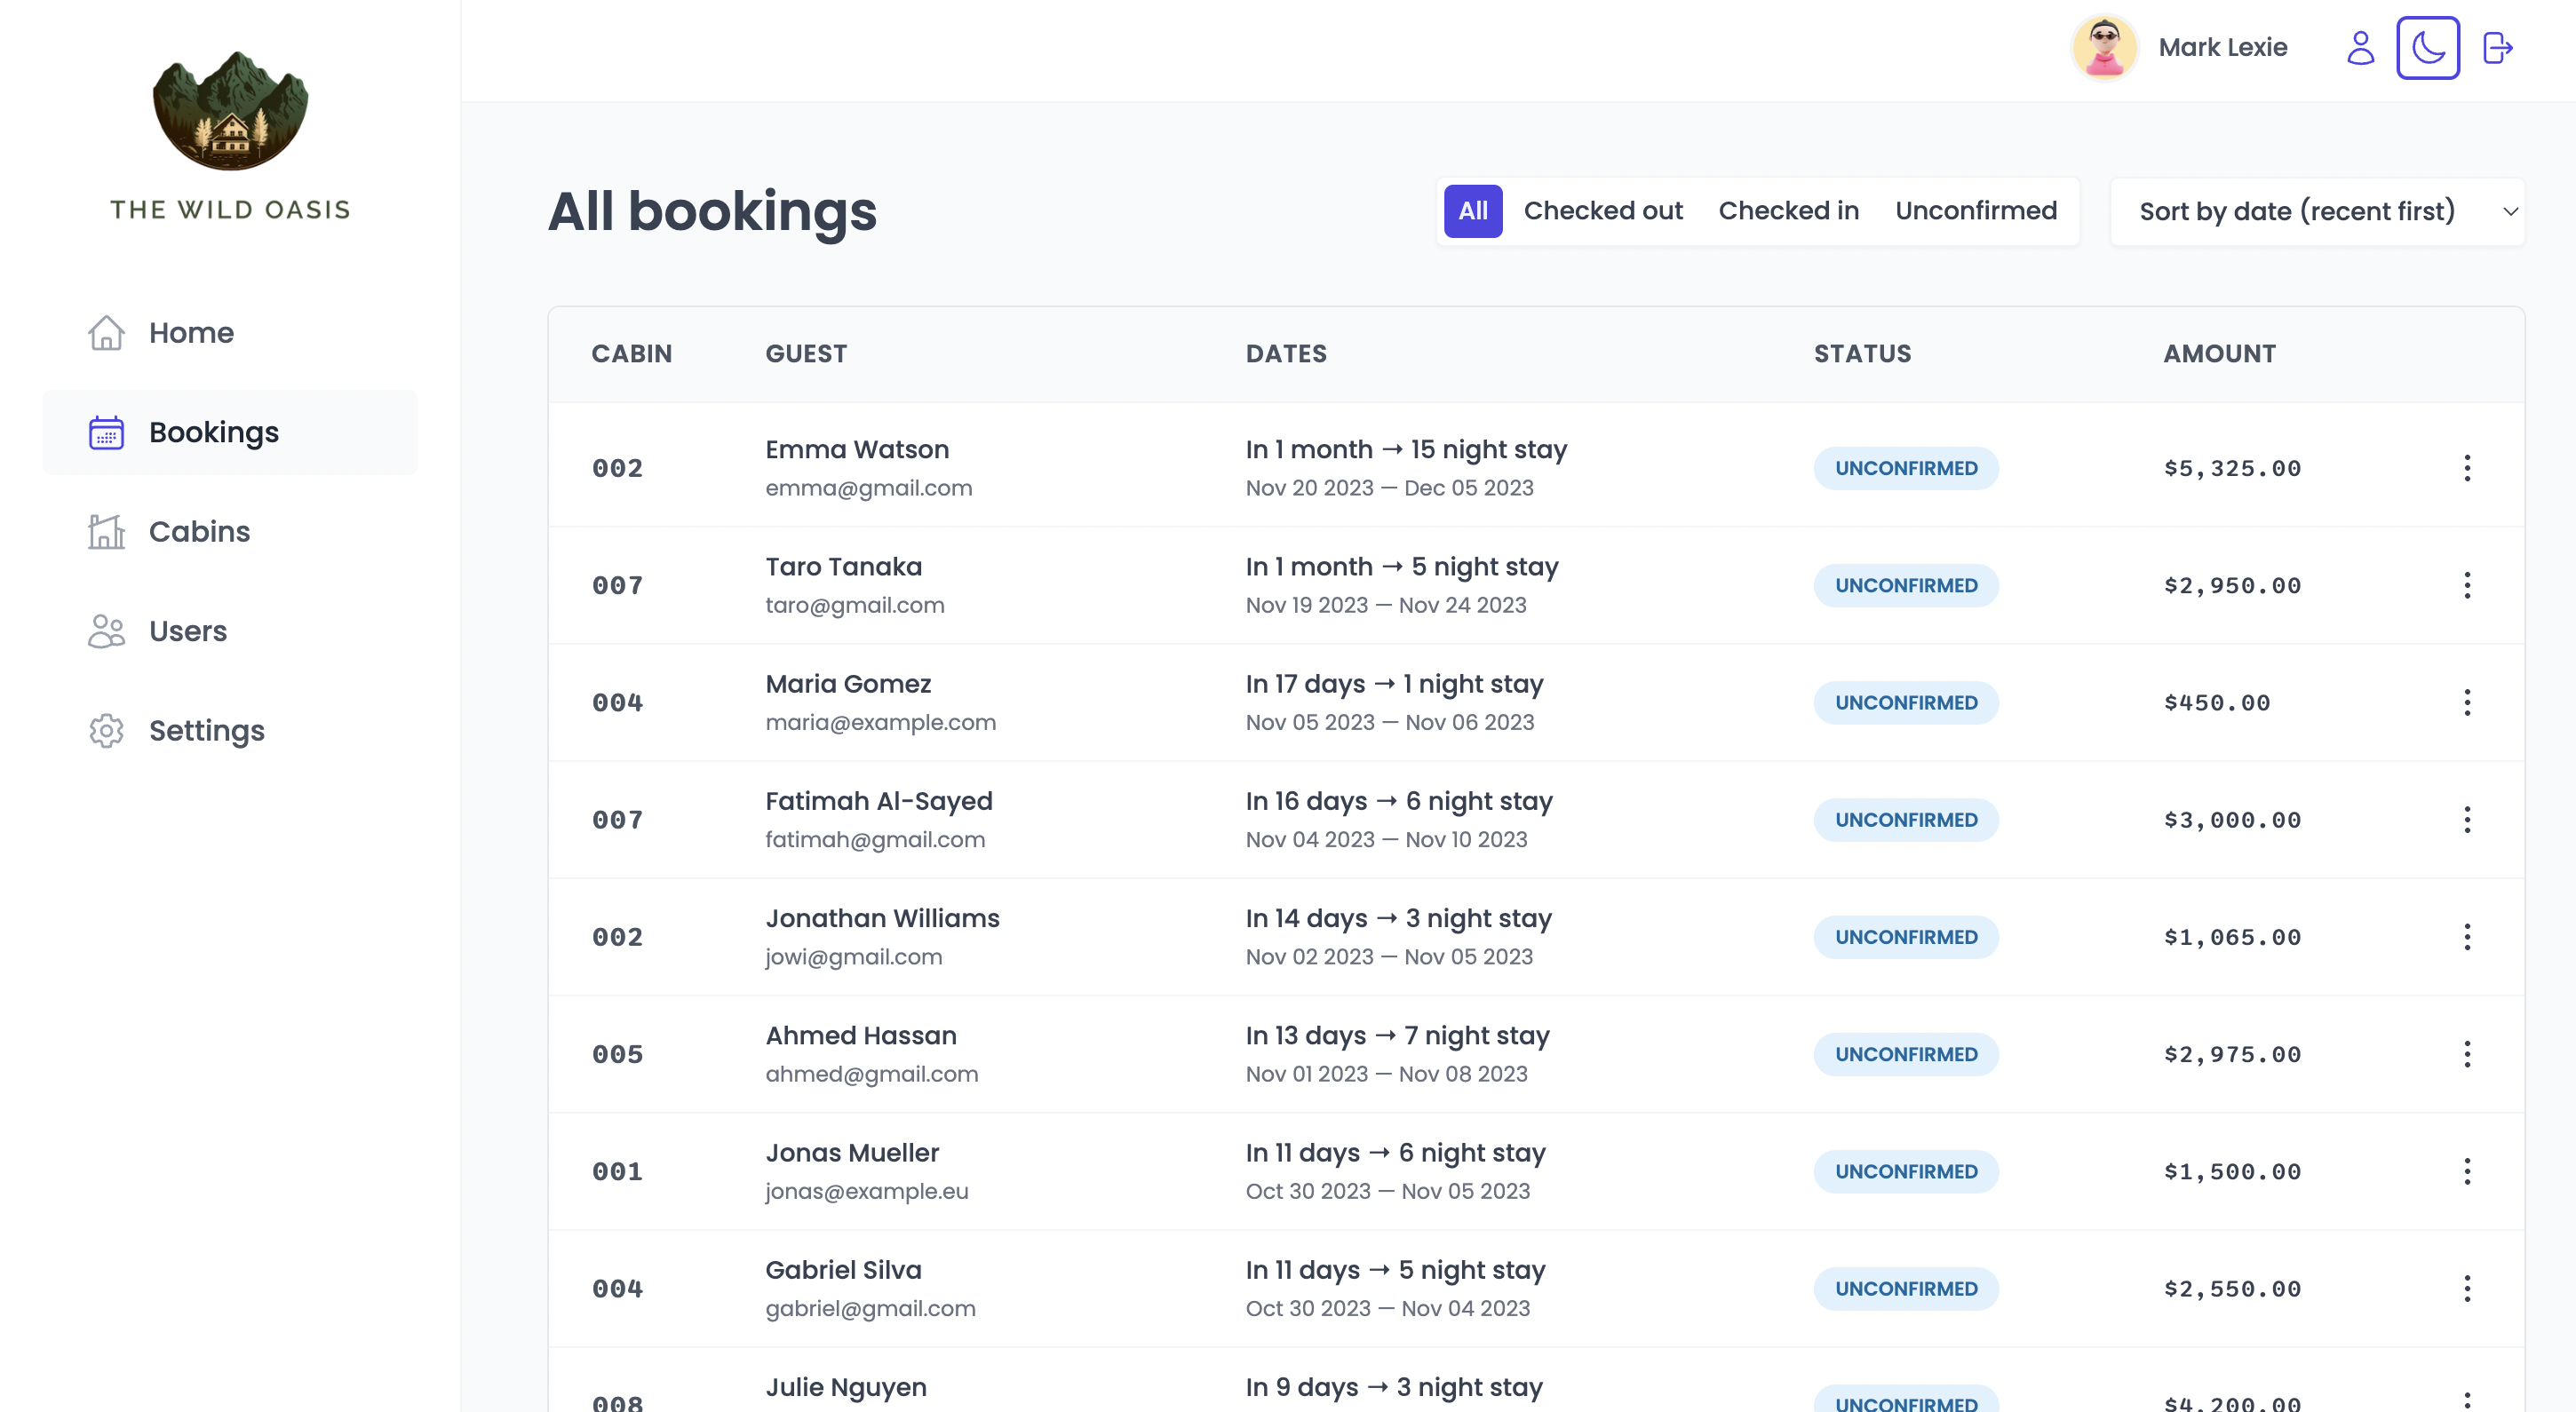 THE WILD OASIS
Home
Bookings
Cabins
Users
Settings
Mark Lexie
All bookings
All Checked out Checked in Unconfirmed
Sort by date (recent first)
CABIN GUEST DATES STATUS AMOUNT
002 Emma Watson In 1 month → 15 night stay UNCONFIRMED $5,325.00
emma@gmail.com Nov 20 2023 — Dec 05 2023
007 Taro Tanaka In 1 month → 5 night stay UNCONFIRMED $2,950.00
taro@gmail.com Nov 19 2023 — Nov 24 2023
004 Maria Gomez In 17 days → 1 night stay UNCONFIRMED $450.00
maria@example.com Nov 05 2023 — Nov 06 2023
007 Fatimah Al-Sayed In 16 days → 6 night stay UNCONFIRMED $3,000.00
fatimah@gmail.com Nov 04 2023 — Nov 10 2023
002 Jonathan Williams In 14 days → 3 night stay UNCONFIRMED $1,065.00
jowi@gmail.com Nov 02 2023 — Nov 05 2023
005 Ahmed Hassan In 13 days → 7 night stay UNCONFIRMED $2,975.00
ahmed@gmail.com Nov 01 2023 — Nov 08 2023
001 Jonas Mueller In 11 days → 6 night stay UNCONFIRMED $1,500.00
jonas@example.eu Oct 30 2023 — Nov 05 2023
004 Gabriel Silva In 11 days → 5 night stay UNCONFIRMED $2,550.00
gabriel@gmail.com Oct 30 2023 — Nov 04 2023
008 Julie Nguyen In 9 days → 3 night stay UNCONFIRMED $4,200.00